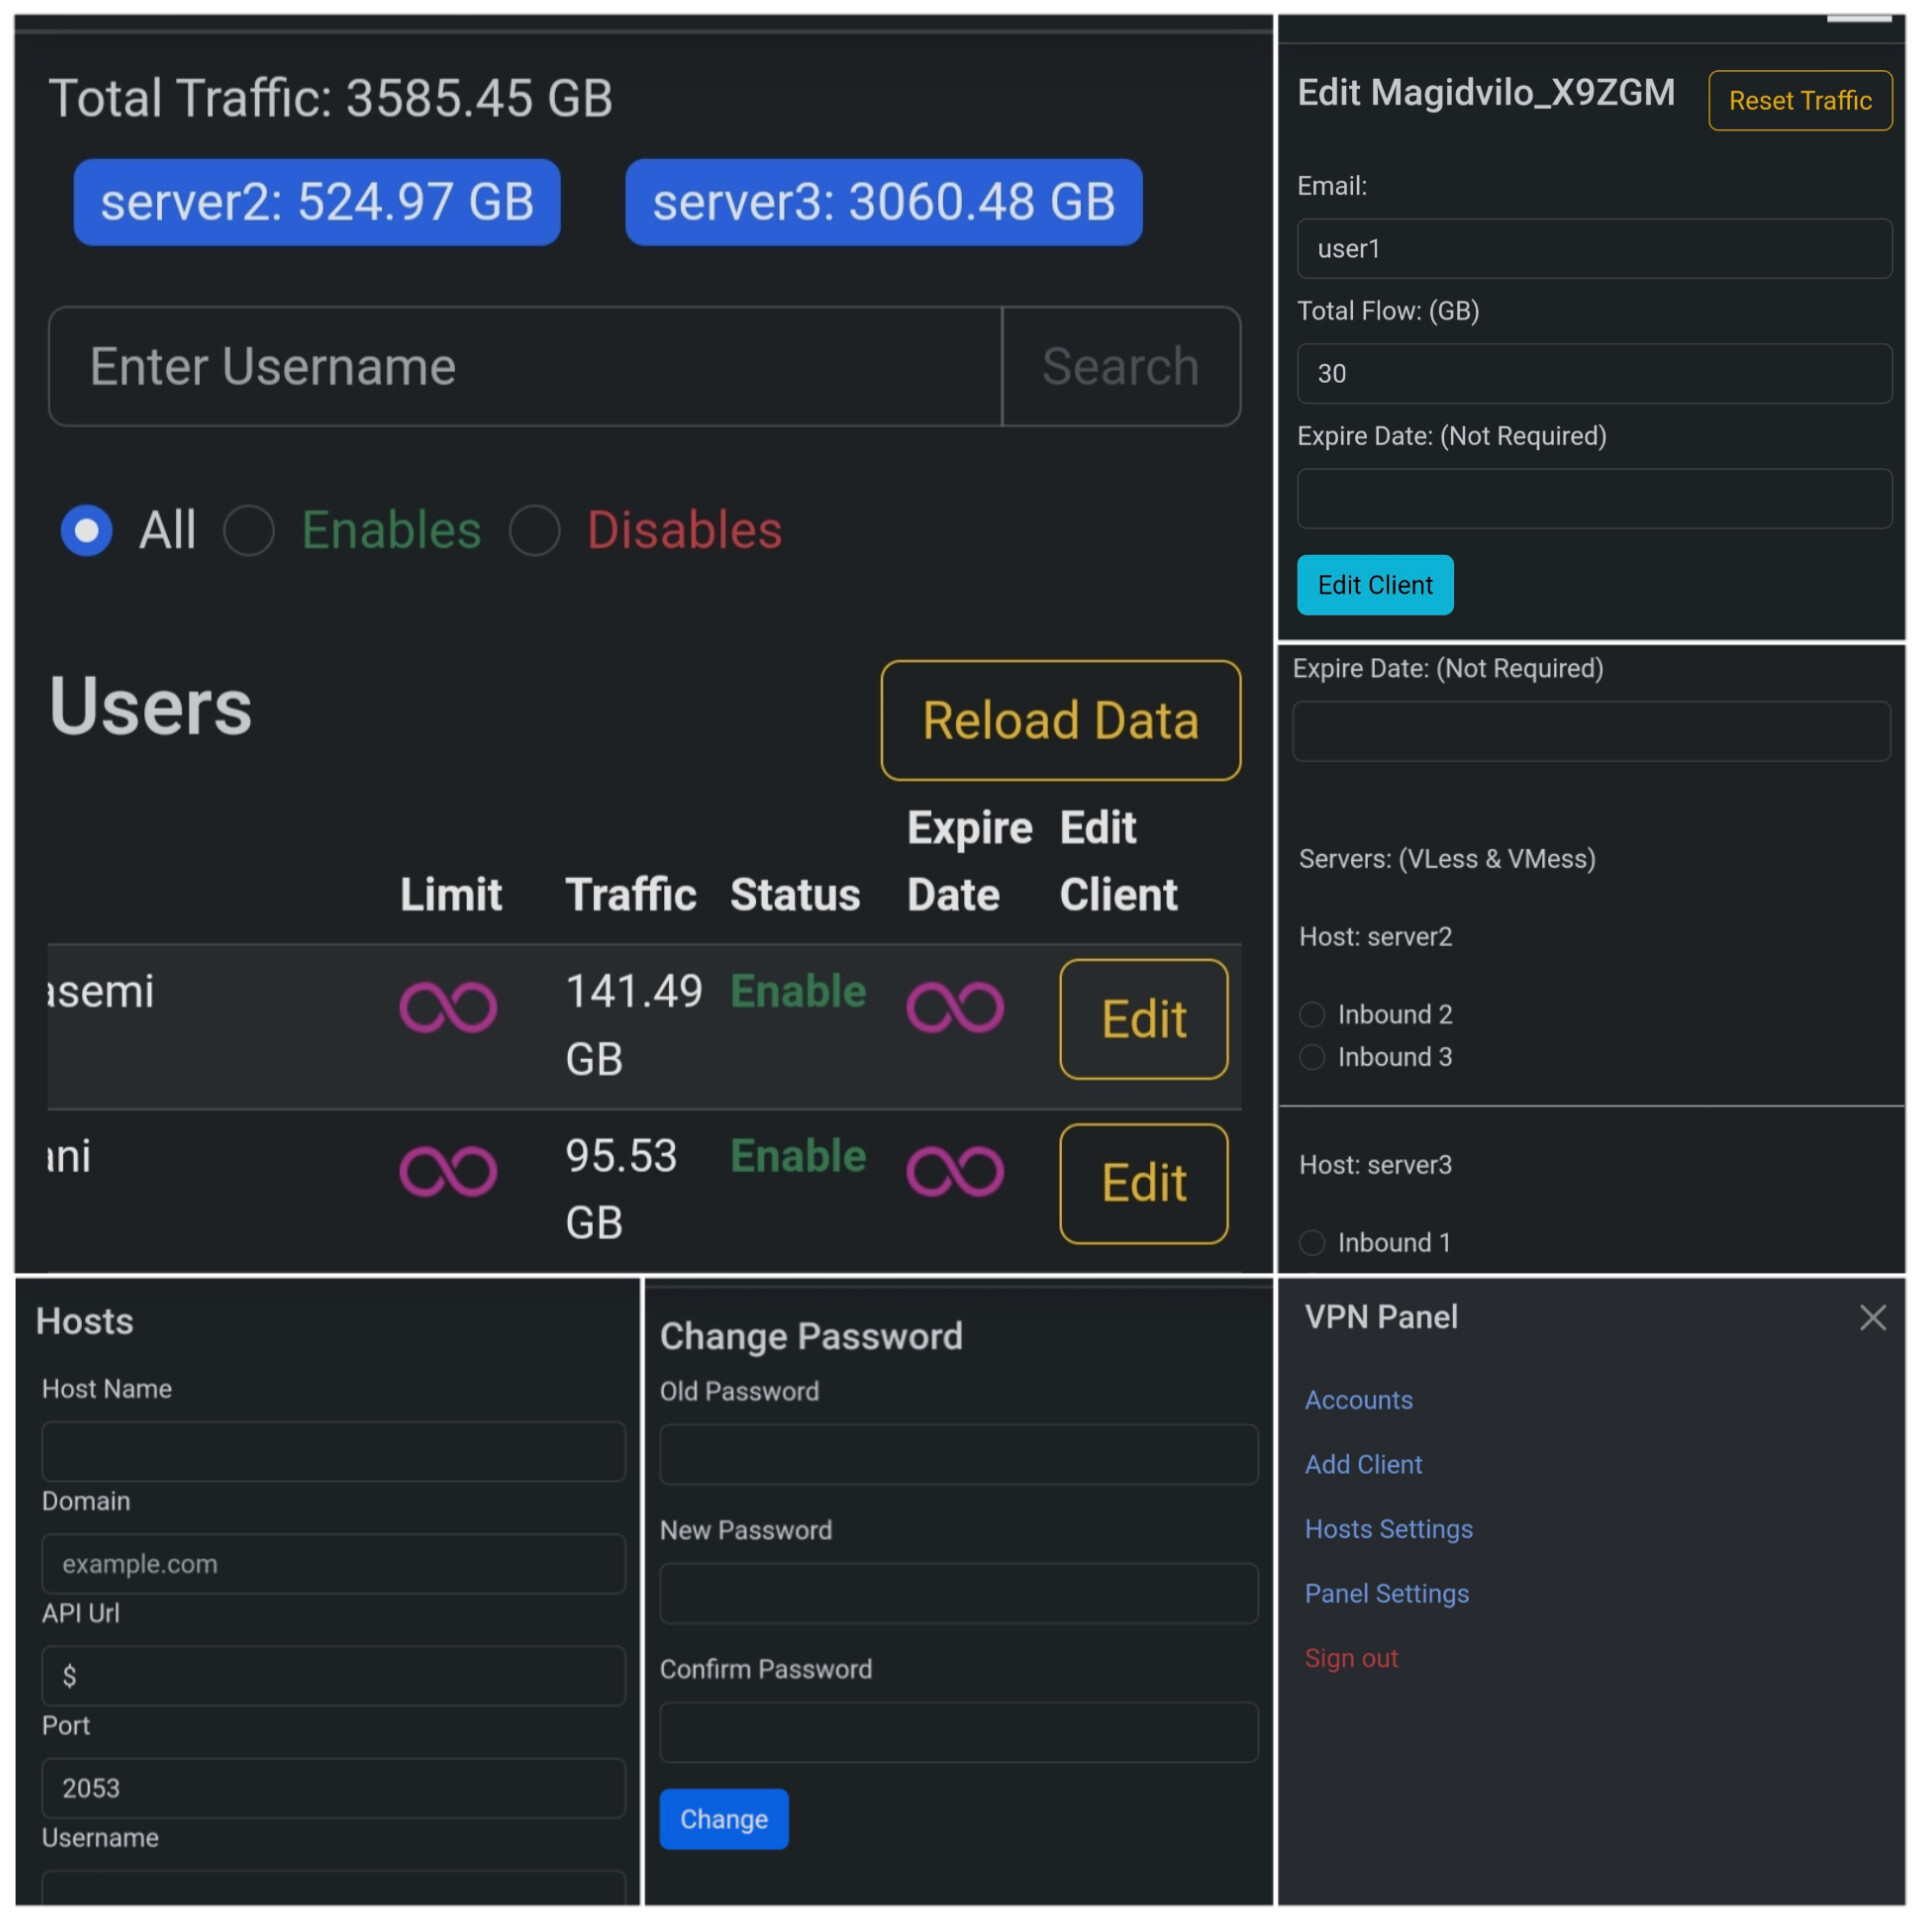 Total Traffic: 3585.45 GB
server2: 524.97 GB server3: 3060.48 GB
Enter Username Search
All Enables Disables
Users Reload Data
Limit Traffic Status Expire Date Edit Client
asemi 141.49 GB Enable Edit
ani 95.53 GB Enable Edit
Edit Magidvilo_X9ZGM Reset Traffic
Email:
user1
Total Flow: (GB)
30
Expire Date: (Not Required)
Edit Client
Expire Date: (Not Required)
Servers: (VLess & VMess)
Host: server2
Inbound 2
Inbound 3
Host: server3
Inbound 1
Hosts
Host Name
Domain
example.com
API Url
$
Port
2053
Username
Change Password
Old Password
New Password
Confirm Password
Change
VPN Panel
Accounts
Add Client
Hosts Settings
Panel Settings
Sign out